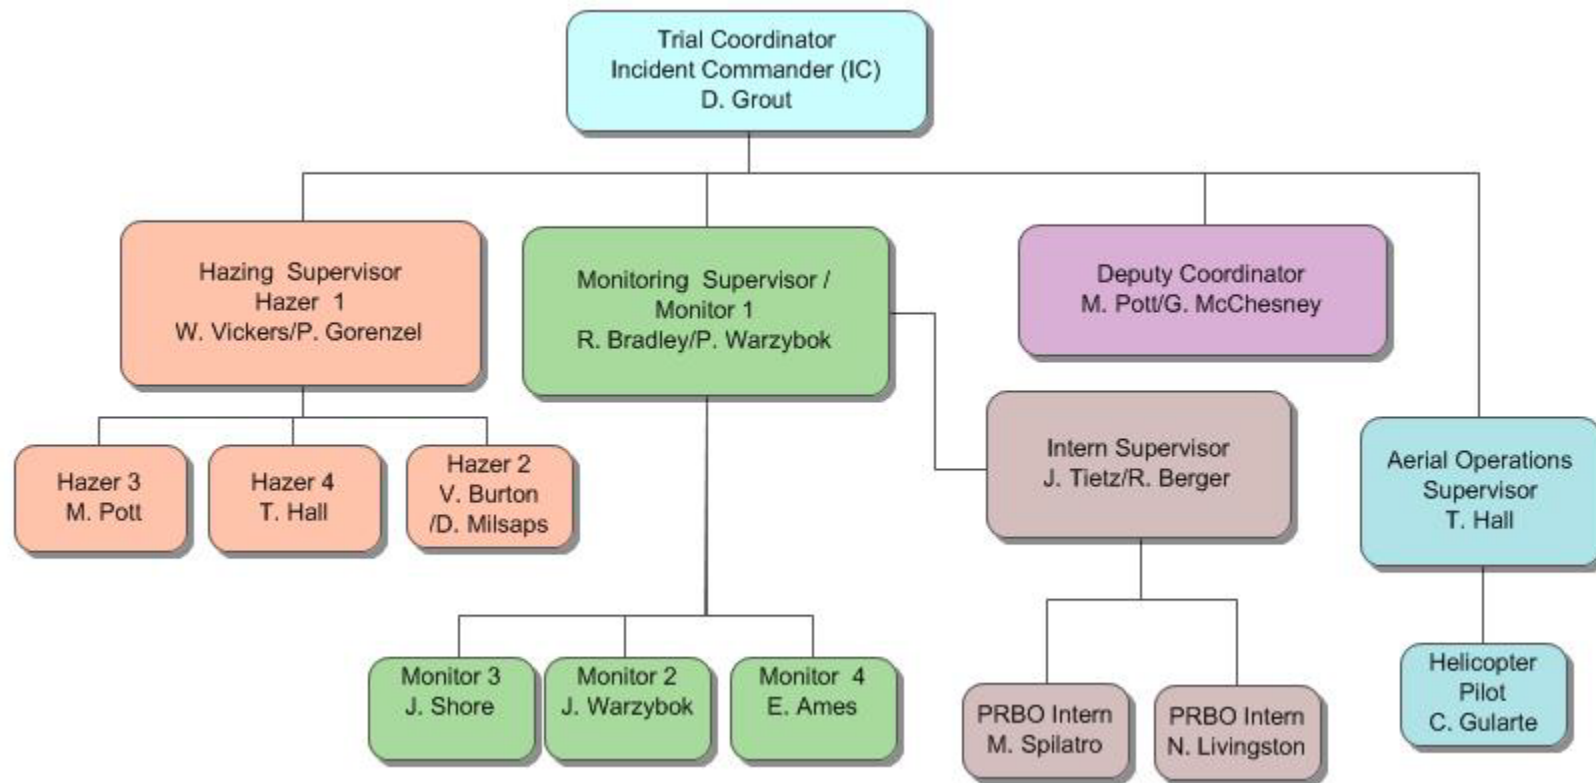 Trial Coordinator
Incident Commander (IC)
D. Grout
Hazing Supervisor
Hazer 1
W. Vickers/P. Gorenzel
Monitoring Supervisor /
Monitor 1
R. Bradley/P. Warzybok
Deputy Coordinator
M. Pott/G. McChesney
Intern Supervisor
J. Tietz/R. Berger
Aerial Operations
Supervisor
T. Hall
Hazer 3
M. Pott
Hazer 4
T. Hall
Hazer 2
V. Burton
/D. Milsaps
Monitor 3
J. Shore
Monitor 2
J. Warzybok
Monitor 4
E. Ames
PRBO Intern
M. Spilatro
PRBO Intern
N. Livingston
Helicopter
Pilot
C. Gularte